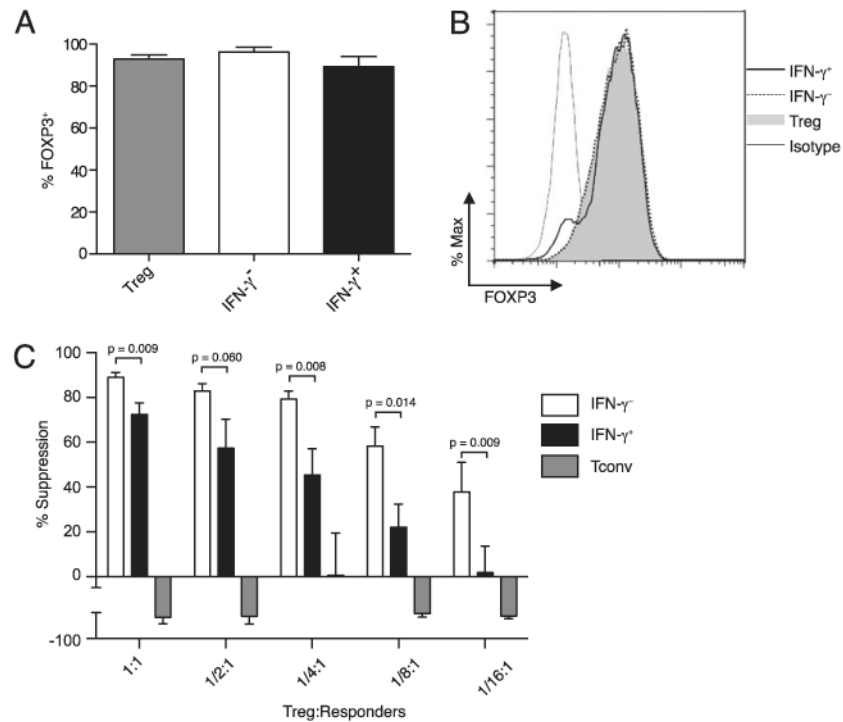 A
100
80
60
40
20
0
% FOXP3⁺
Treg
IFN-γ⁻
IFN-γ⁺
B
% Max
FOXP3
IFN-γ⁺
IFN-γ⁻
Treg
Isotype
C
100
80
60
40
20
0
-100
% Suppression
p = 0.009
p = 0.060
p = 0.008
p = 0.014
p = 0.009
IFN-γ⁻
IFN-γ⁺
Tconv
1:1
1/2:1
1/4:1
1/8:1
1/16:1
Treg:Responders